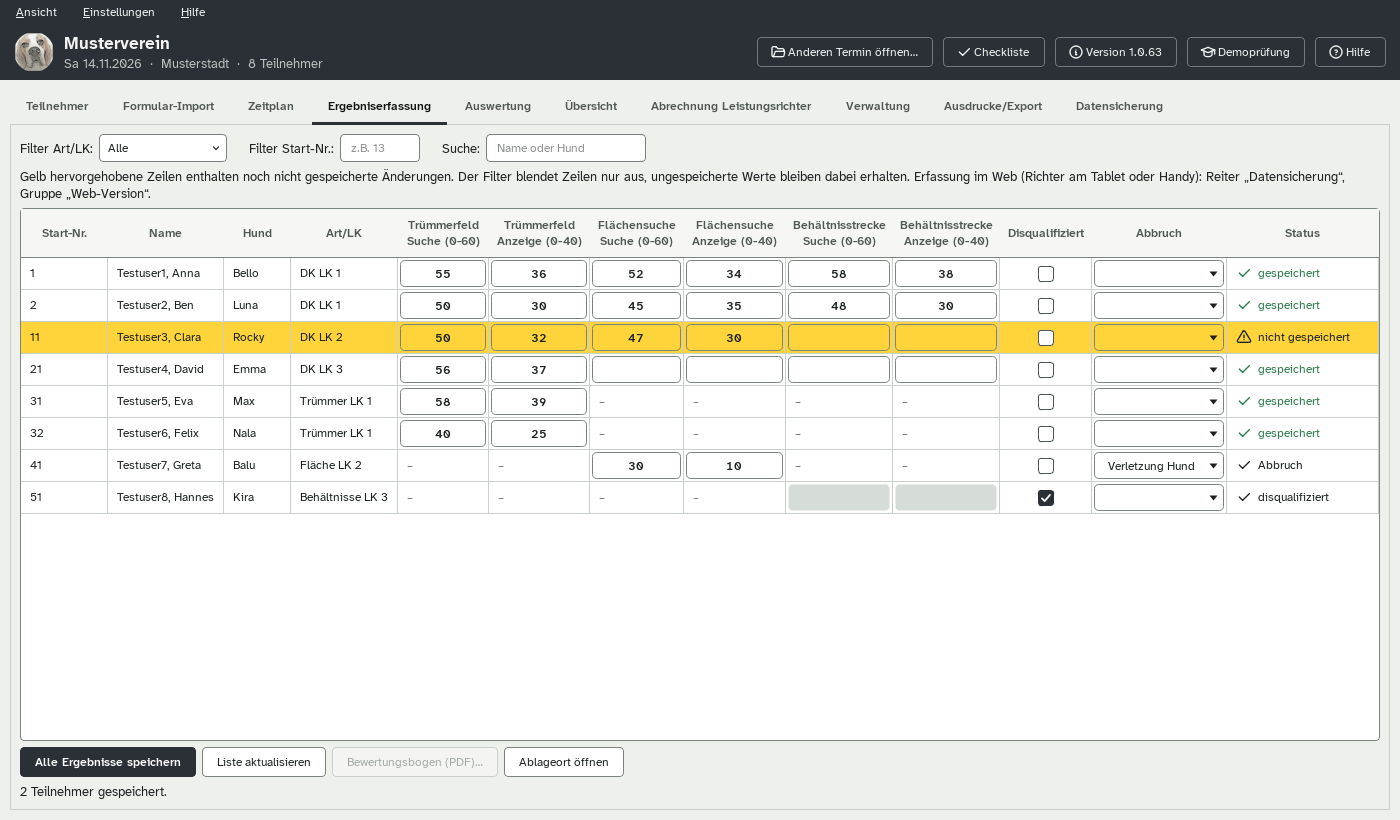 Ansicht Einstellungen Hilfe
Musterverein
Sa 14.11.2026 · Musterstadt · 8 Teilnehmer
Anderen Termin öffnen... Checkliste Version 1.0.63 Demoprüfung Hilfe
Teilnehmer Formular-Import Zeitplan Ergebniserfassung Auswertung Übersicht Abrechnung Leistungsrichter Verwaltung Ausdrucke/Export Datensicherung
Filter Art/LK: Alle Filter Start-Nr.: z.B. 13 Suche: Name oder Hund
Gelb hervorgehobene Zeilen enthalten noch nicht gespeicherte Änderungen. Der Filter blendet Zeilen nur aus, ungespeicherte Werte bleiben dabei erhalten. Erfassung im Web (Richter am Tablet oder Handy): Reiter „Datensicherung“,
Gruppe „Web-Version“.
Start-Nr. Name Hund Art/LK Trümmerfeld Suche (0-60) Trümmerfeld Anzeige (0-40) Flächensuche Suche (0-60) Flächensuche Anzeige (0-40) Behältnisstrecke Suche (0-60) Behältnisstrecke Anzeige (0-40) Disqualifiziert Abbruch Status
1 Testuser1, Anna Bello DK LK 1 55 36 52 34 58 38 gespeichert
2 Testuser2, Ben Luna DK LK 1 50 30 45 35 48 30 gespeichert
11 Testuser3, Clara Rocky DK LK 2 50 32 47 30 nicht gespeichert
21 Testuser4, David Emma DK LK 3 56 37 gespeichert
31 Testuser5, Eva Max Trümmer LK 1 58 39 – – – – gespeichert
32 Testuser6, Felix Nala Trümmer LK 1 40 25 – – – – gespeichert
41 Testuser7, Greta Balu Fläche LK 2 – – 30 10 – – Verletzung Hund Abbruch
51 Testuser8, Hannes Kira Behältnisse LK 3 – – – – disqualifiziert
Alle Ergebnisse speichern Liste aktualisieren Bewertungsbogen (PDF)... Ablageort öffnen
2 Teilnehmer gespeichert.